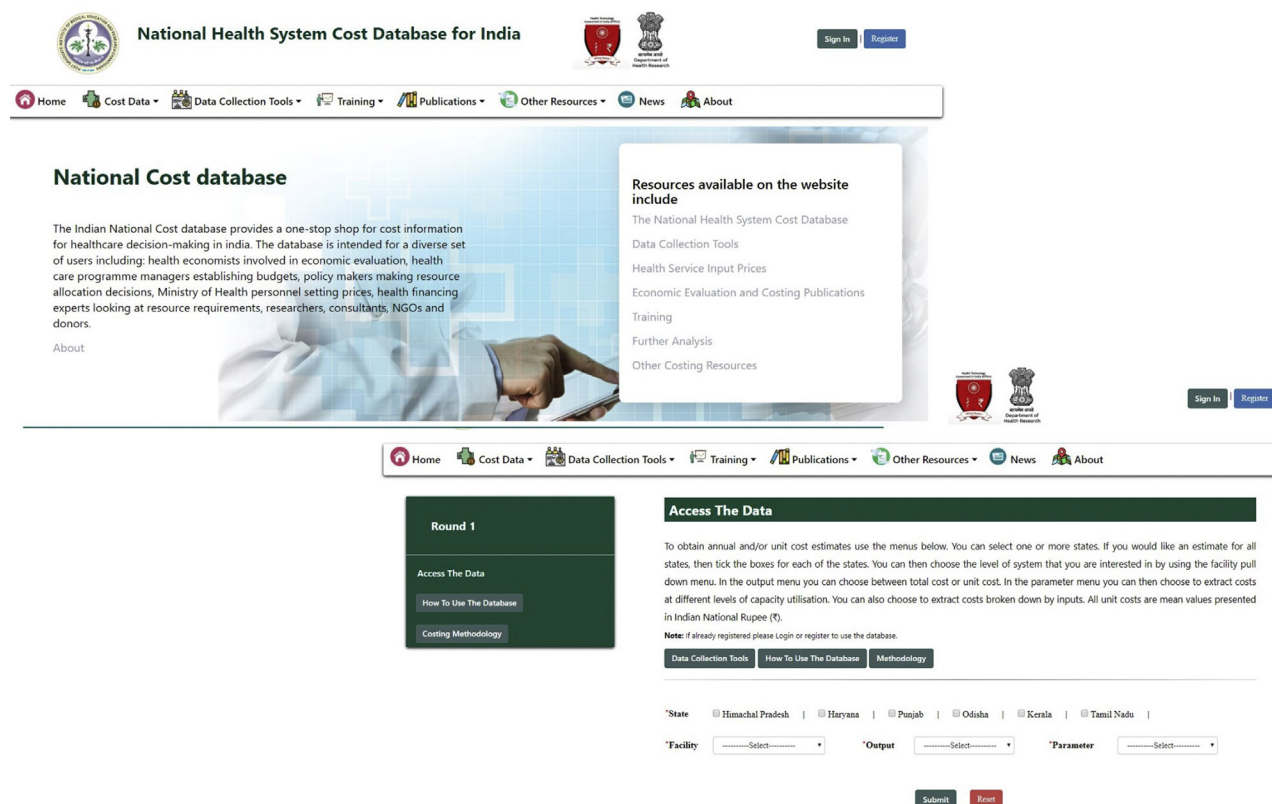 National Health System Cost Database for India
Department of
Health Research
Sign In | Register
Home Cost Data Data Collection Tools Training Publications Other Resources News About
National Cost database
The Indian National Cost database provides a one-stop shop for cost information
for healthcare decision-making in india. The database is intended for a diverse set
of users including: health economists involved in economic evaluation, health
care programme managers establishing budgets, policy makers making resource
allocation decisions, Ministry of Health personnel setting prices, health financing
experts looking at resource requirements, researchers, consultants, NGOs and
donors.
About
Resources available on the website
include
The National Health System Cost Database
Data Collection Tools
Health Service Input Prices
Economic Evaluation and Costing Publications
Training
Further Analysis
Other Costing Resources
Department of
Health Research
Sign In | Register
Home Cost Data Data Collection Tools Training Publications Other Resources News About
Round 1
Access The Data
How To Use The Database
Costing Methodology
Access The Data
To obtain annual and/or unit cost estimates use the menus below. You can select one or more states. If you would like an estimate for all
states, then tick the boxes for each of the states. You can then choose the level of system that you are interested in by using the facility pull
down menu. In the output menu you can choose between total cost or unit cost. In the parameter menu you can then choose to extract costs
at different levels of capacity utilisation. You can also choose to extract costs broken down by inputs. All unit costs are mean values presented
in Indian National Rupee (₹).
Note: If already registered please Login or register to use the database.
Data Collection Tools How To Use The Database Methodology
*State Himachal Pradesh | Haryana | Punjab | Odisha | Kerala | Tamil Nadu |
*Facility ----------Select---------- *Output ----------Select---------- *Parameter ----------Select----------
Submit Reset